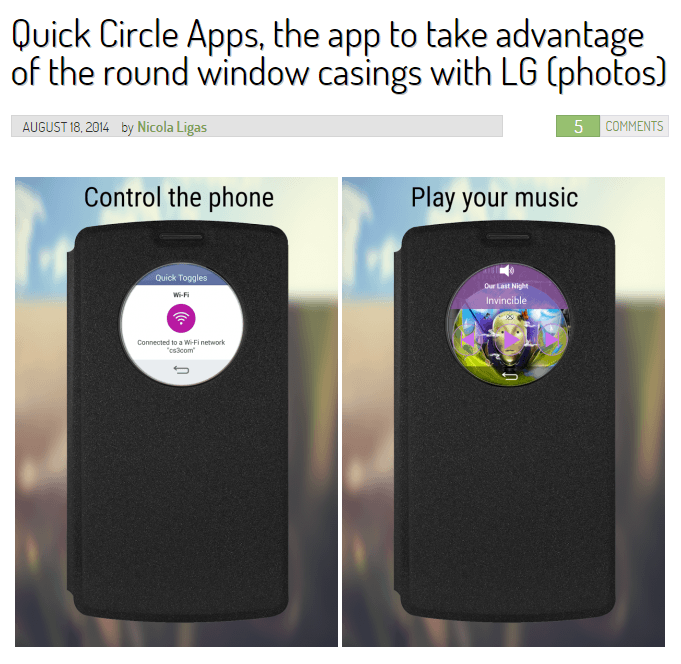 Quick Circle Apps, the app to take advantage
of the round window casings with LG (photos)
AUGUST 18, 2014 by Nicola Ligas
5 COMMENTS
Control the phone
Quick Toggles
Wi-Fi
Connected to a Wi-Fi network
"cs3com"
Play your music
Our Last Night
Invincible